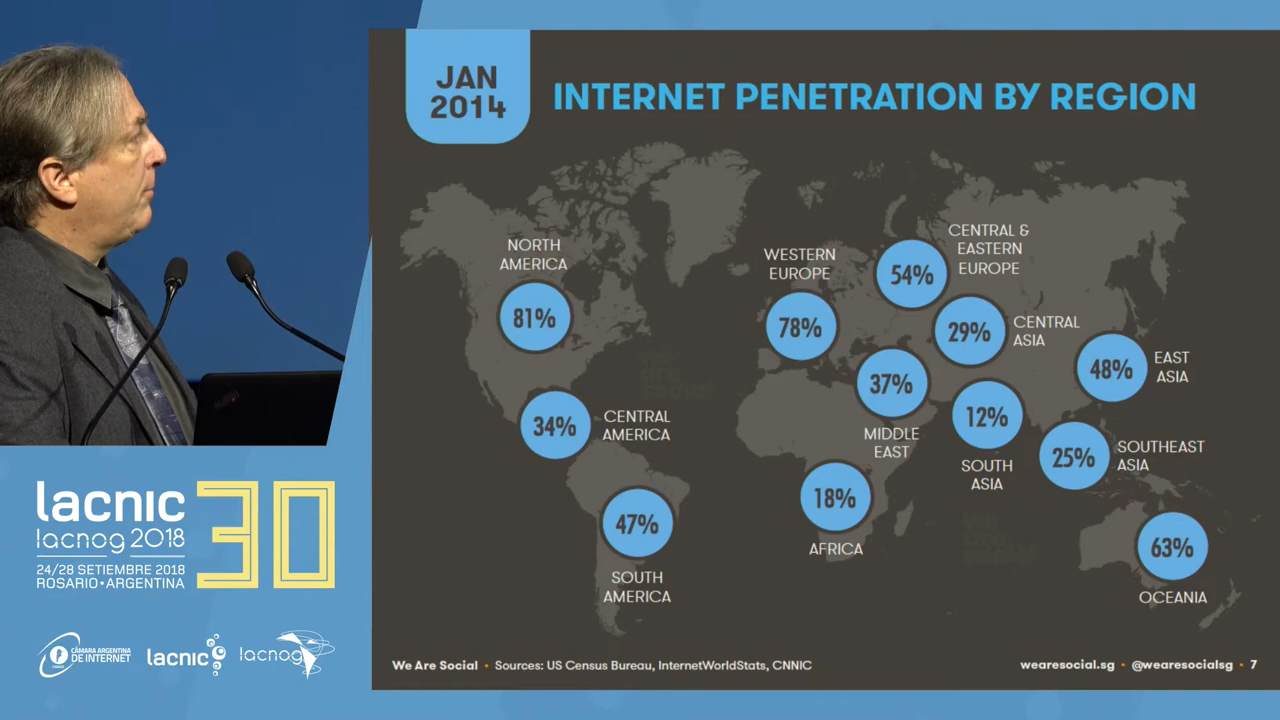 JAN
2014
INTERNET PENETRATION BY REGION
NORTH
AMERICA
81%
CENTRAL
AMERICA
34%
SOUTH
AMERICA
47%
WESTERN
EUROPE
78%
CENTRAL &
EASTERN
EUROPE
54%
CENTRAL
ASIA
29%
MIDDLE
EAST
37%
AFRICA
18%
SOUTH
ASIA
12%
EAST
ASIA
48%
SOUTHEAST
ASIA
25%
OCEANIA
63%
We Are Social • Sources: US Census Bureau, InternetWorldStats, CNNIC
wearesocial.sg • @wearesocialsg • 7
lacnic 30
lacnog 2018
24/28 SETIEMBRE 2018
ROSARIO•ARGENTINA
CÁMARA ARGENTINA
DE INTERNET
lacnic
lacnog